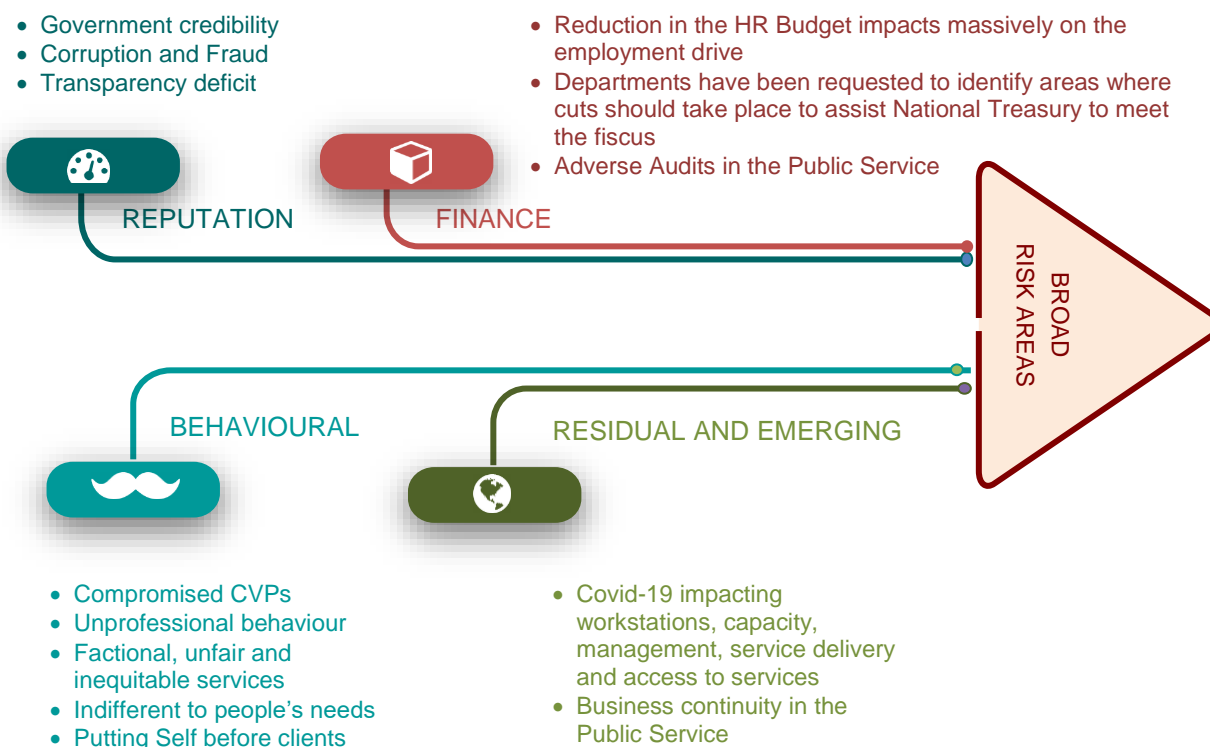 • Government credibility
• Corruption and Fraud
• Transparency deficit
• Reduction in the HR Budget impacts massively on the
employment drive
• Departments have been requested to identify areas where
cuts should take place to assist National Treasury to meet
the fiscus
• Adverse Audits in the Public Service
REPUTATION
FINANCE
BROAD
RISK AREAS
BEHAVIOURAL
RESIDUAL AND EMERGING
• Compromised CVPs
• Unprofessional behaviour
• Factional, unfair and
inequitable services
• Indifferent to people’s needs
• Putting Self before clients
• Covid-19 impacting
workstations, capacity,
management, service delivery
and access to services
• Business continuity in the
Public Service